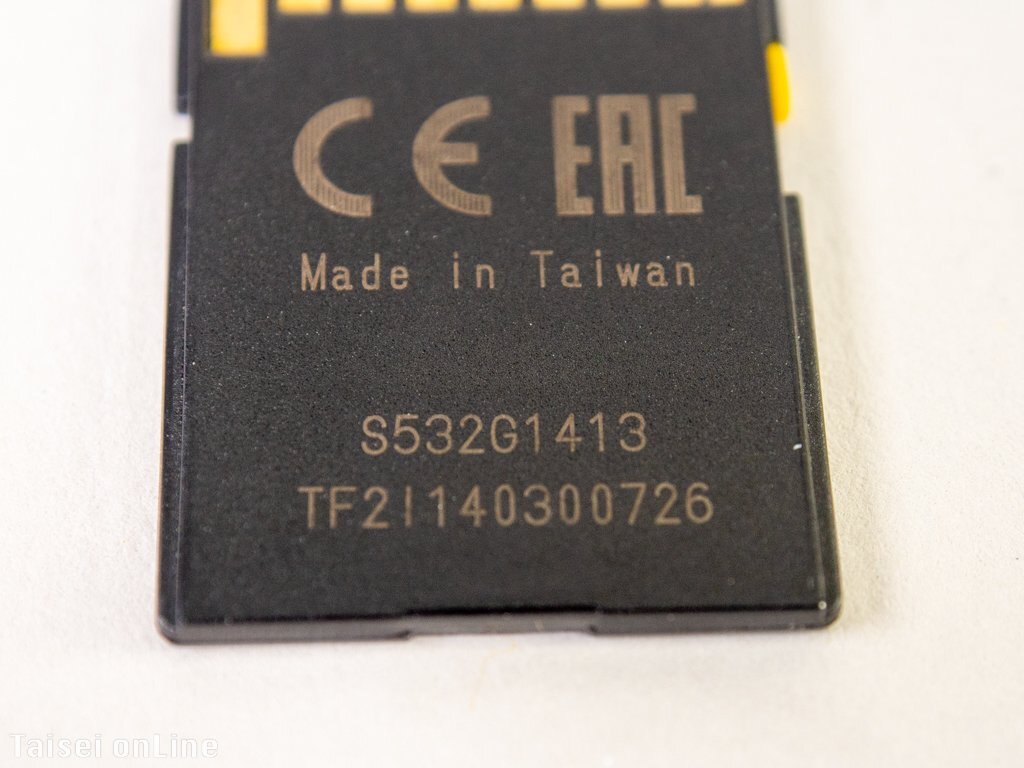 CE EAC
Made in Taiwan
S532G1413
TF2I140300726
Taisei onLine